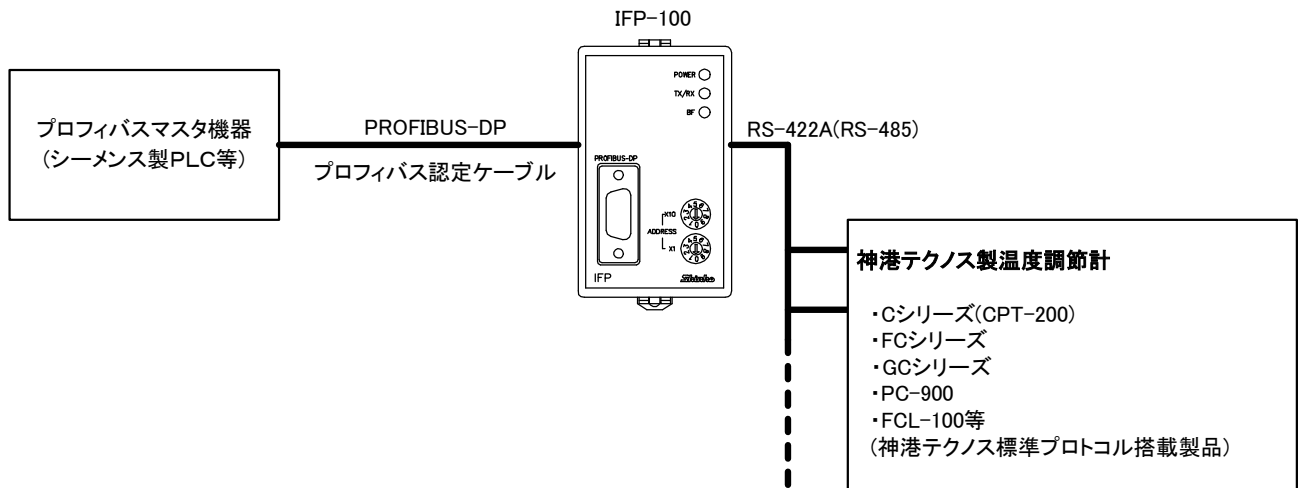 IFP-100
POWER
TX/RX
BF
プロフィバスマスタ機器
(シーメンス製PLC等)
PROFIBUS-DP
プロフィバス認定ケーブル
RS-422A(RS-485)
PROFIBUS-DP
X10
ADDRESS
X1
IFP
Shinko
神港テクノス製温度調節計
・Cシリーズ(CPT-200)
・FCシリーズ
・GCシリーズ
・PC-900
・FCL-100等
(神港テクノス標準プロトコル搭載製品)